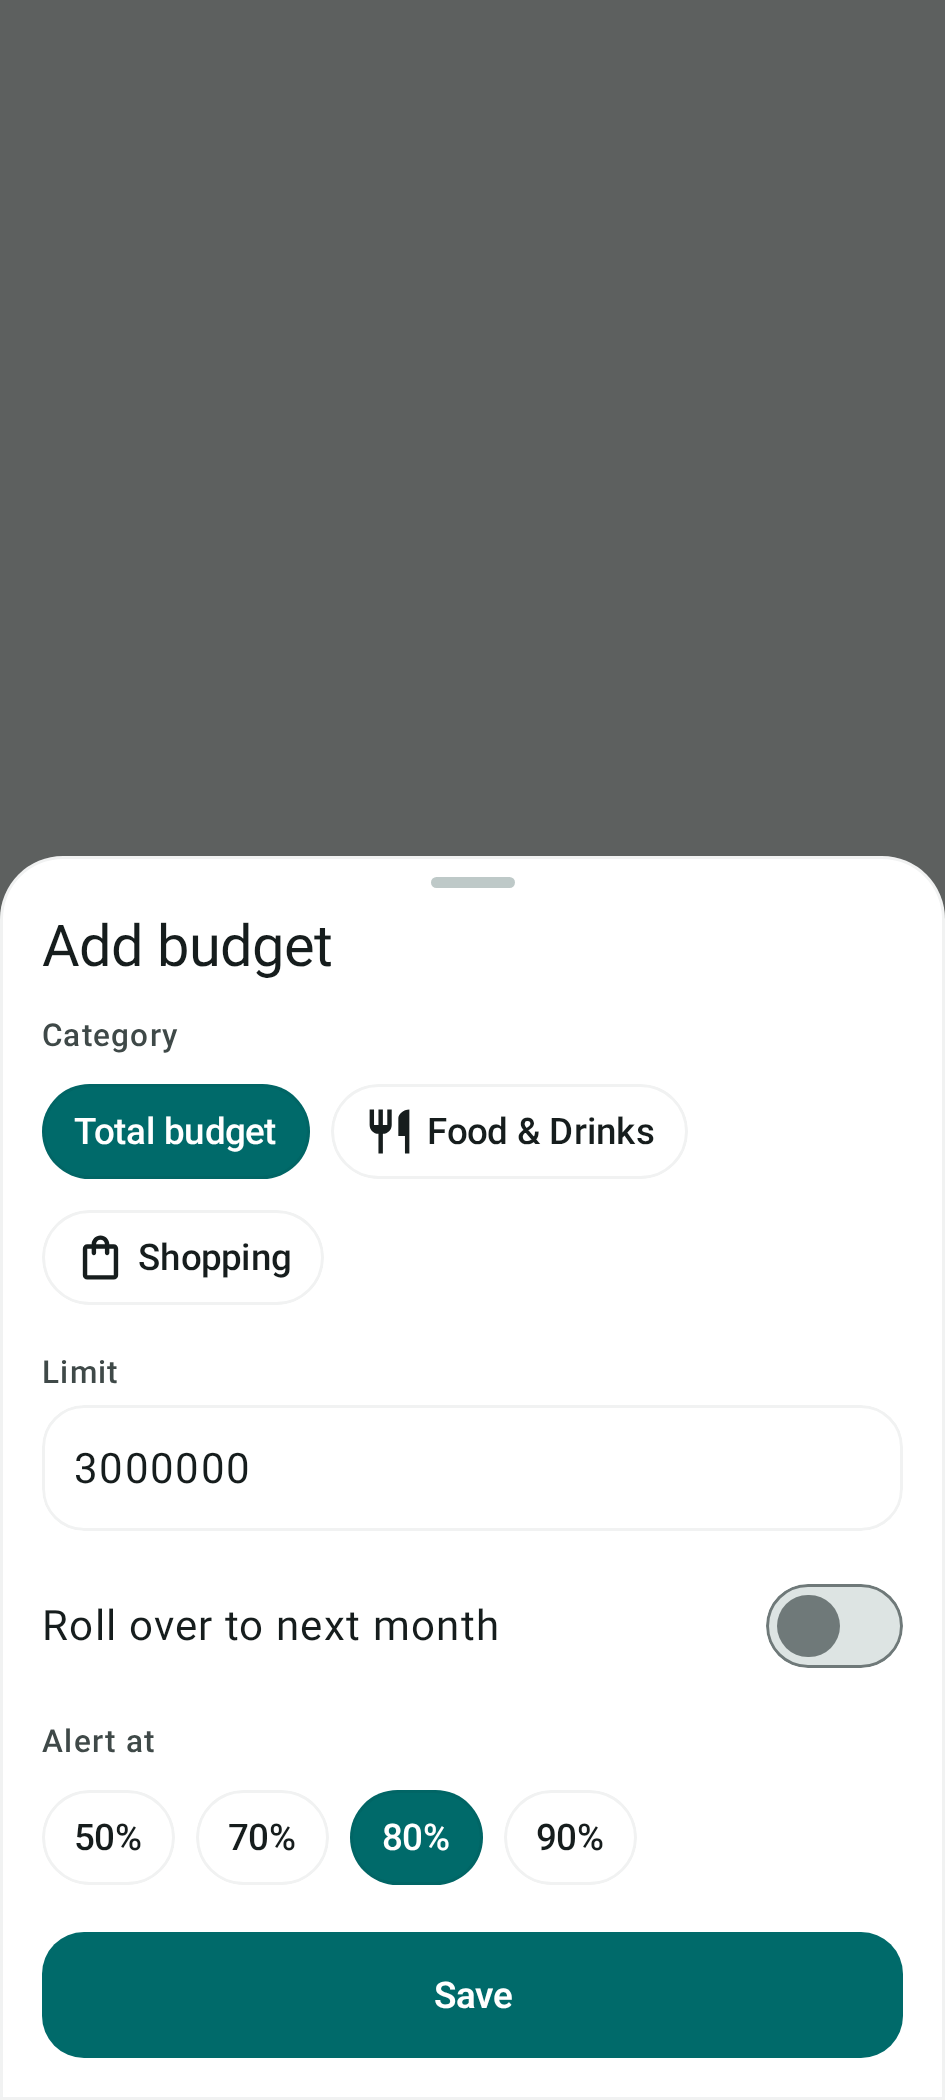 Add budget
Category
Total budget
Food & Drinks
Shopping
Limit
3000000
Roll over to next month
Alert at
50% 70% 80% 90%
Save